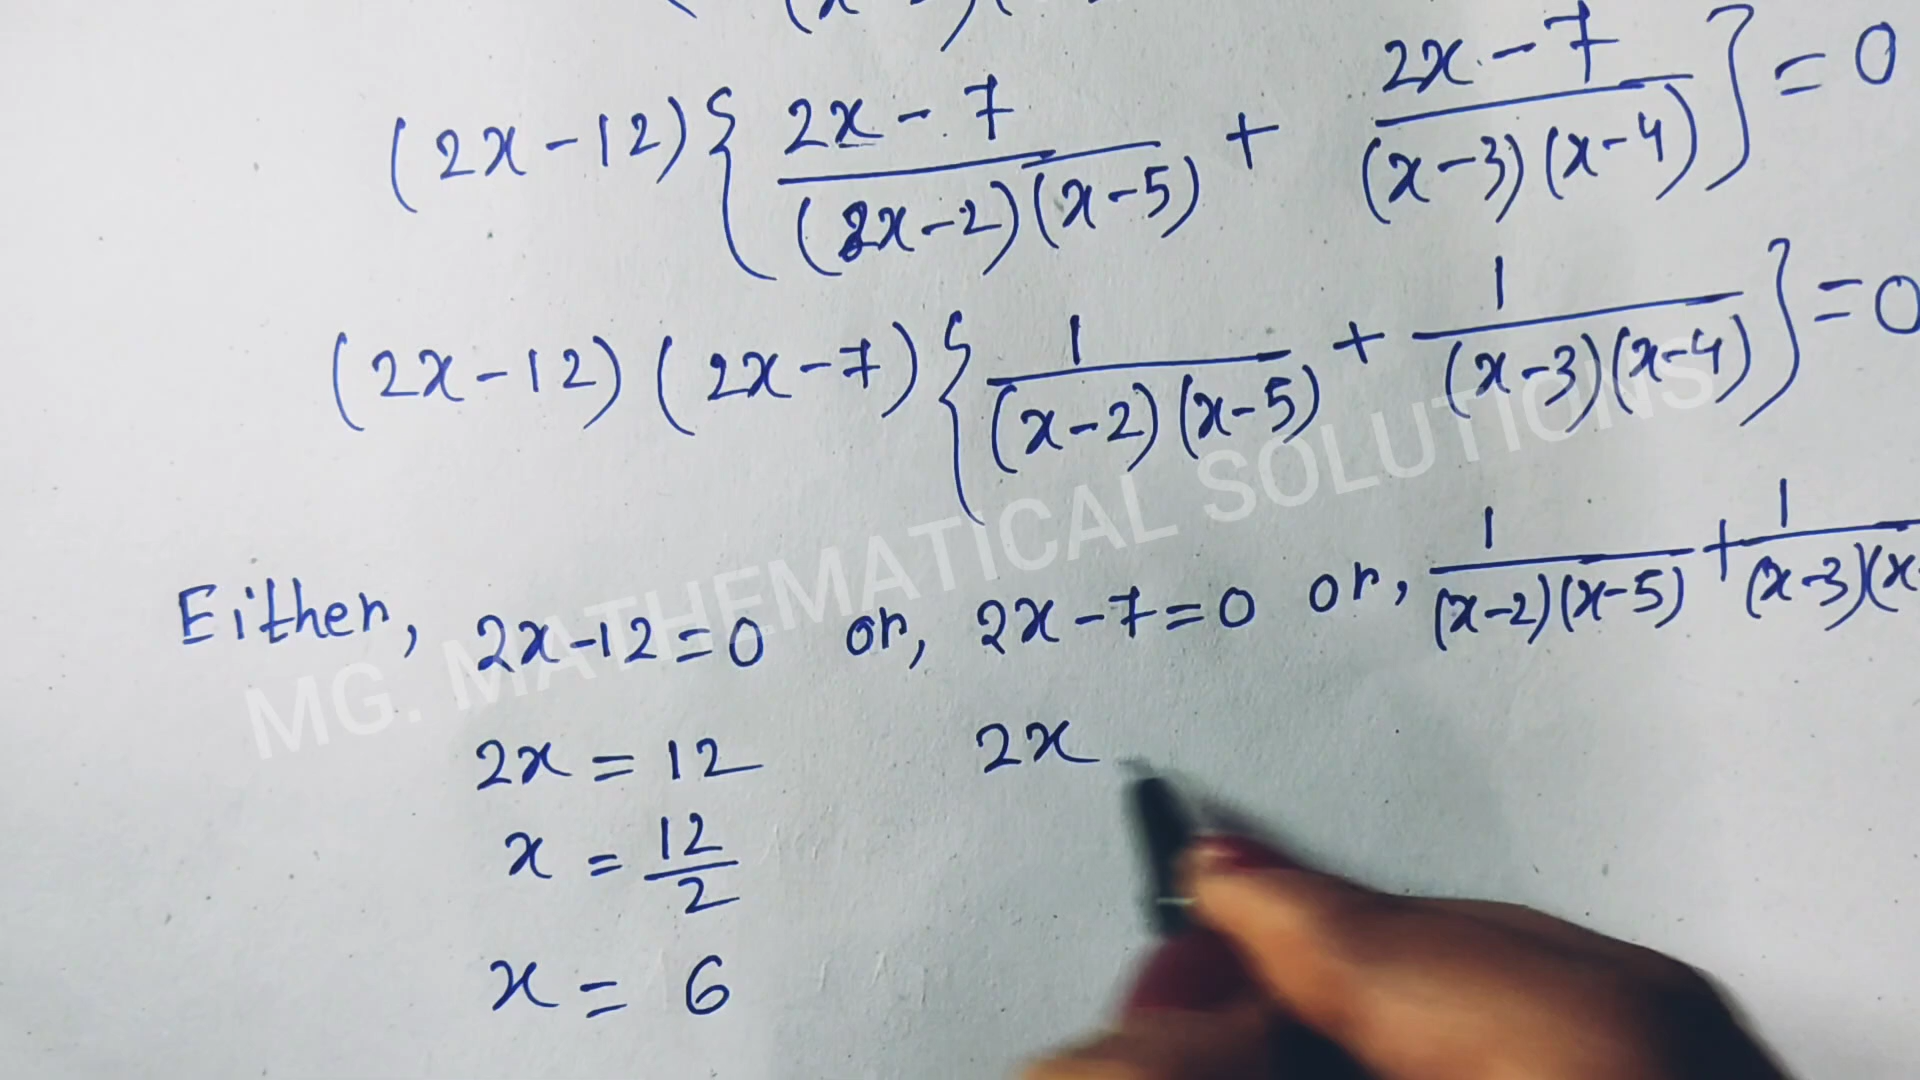 (2x-12){ 2x-7/(2x-2)(x-5) + 2x-7/(x-3)(x-4) } = 0
(2x-12)(2x-7){ 1/(x-2)(x-5) + 1/(x-3)(x-4) } = 0
Either, 2x-12=0 or, 2x-7=0 or, 1/(x-2)(x-5) + 1/(x-3)(x-
2x = 12 2x
x = 12/2
x = 6
MG. MATHEMATICAL SOLUTIONS